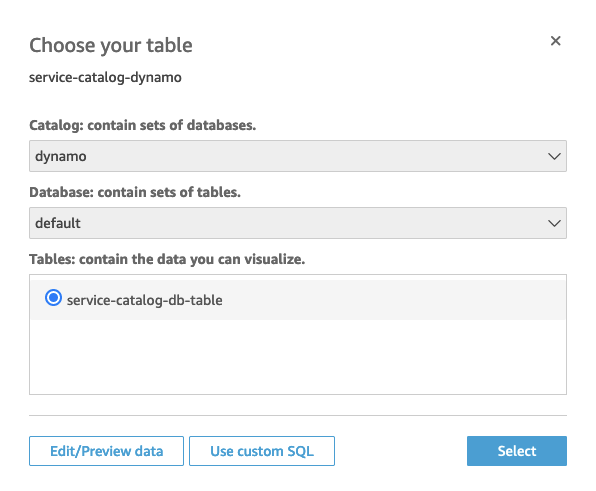 Choose your table
service-catalog-dynamo
Catalog: contain sets of databases.
dynamo
Database: contain sets of tables.
default
Tables: contain the data you can visualize.
service-catalog-db-table
Edit/Preview data
Use custom SQL
Select